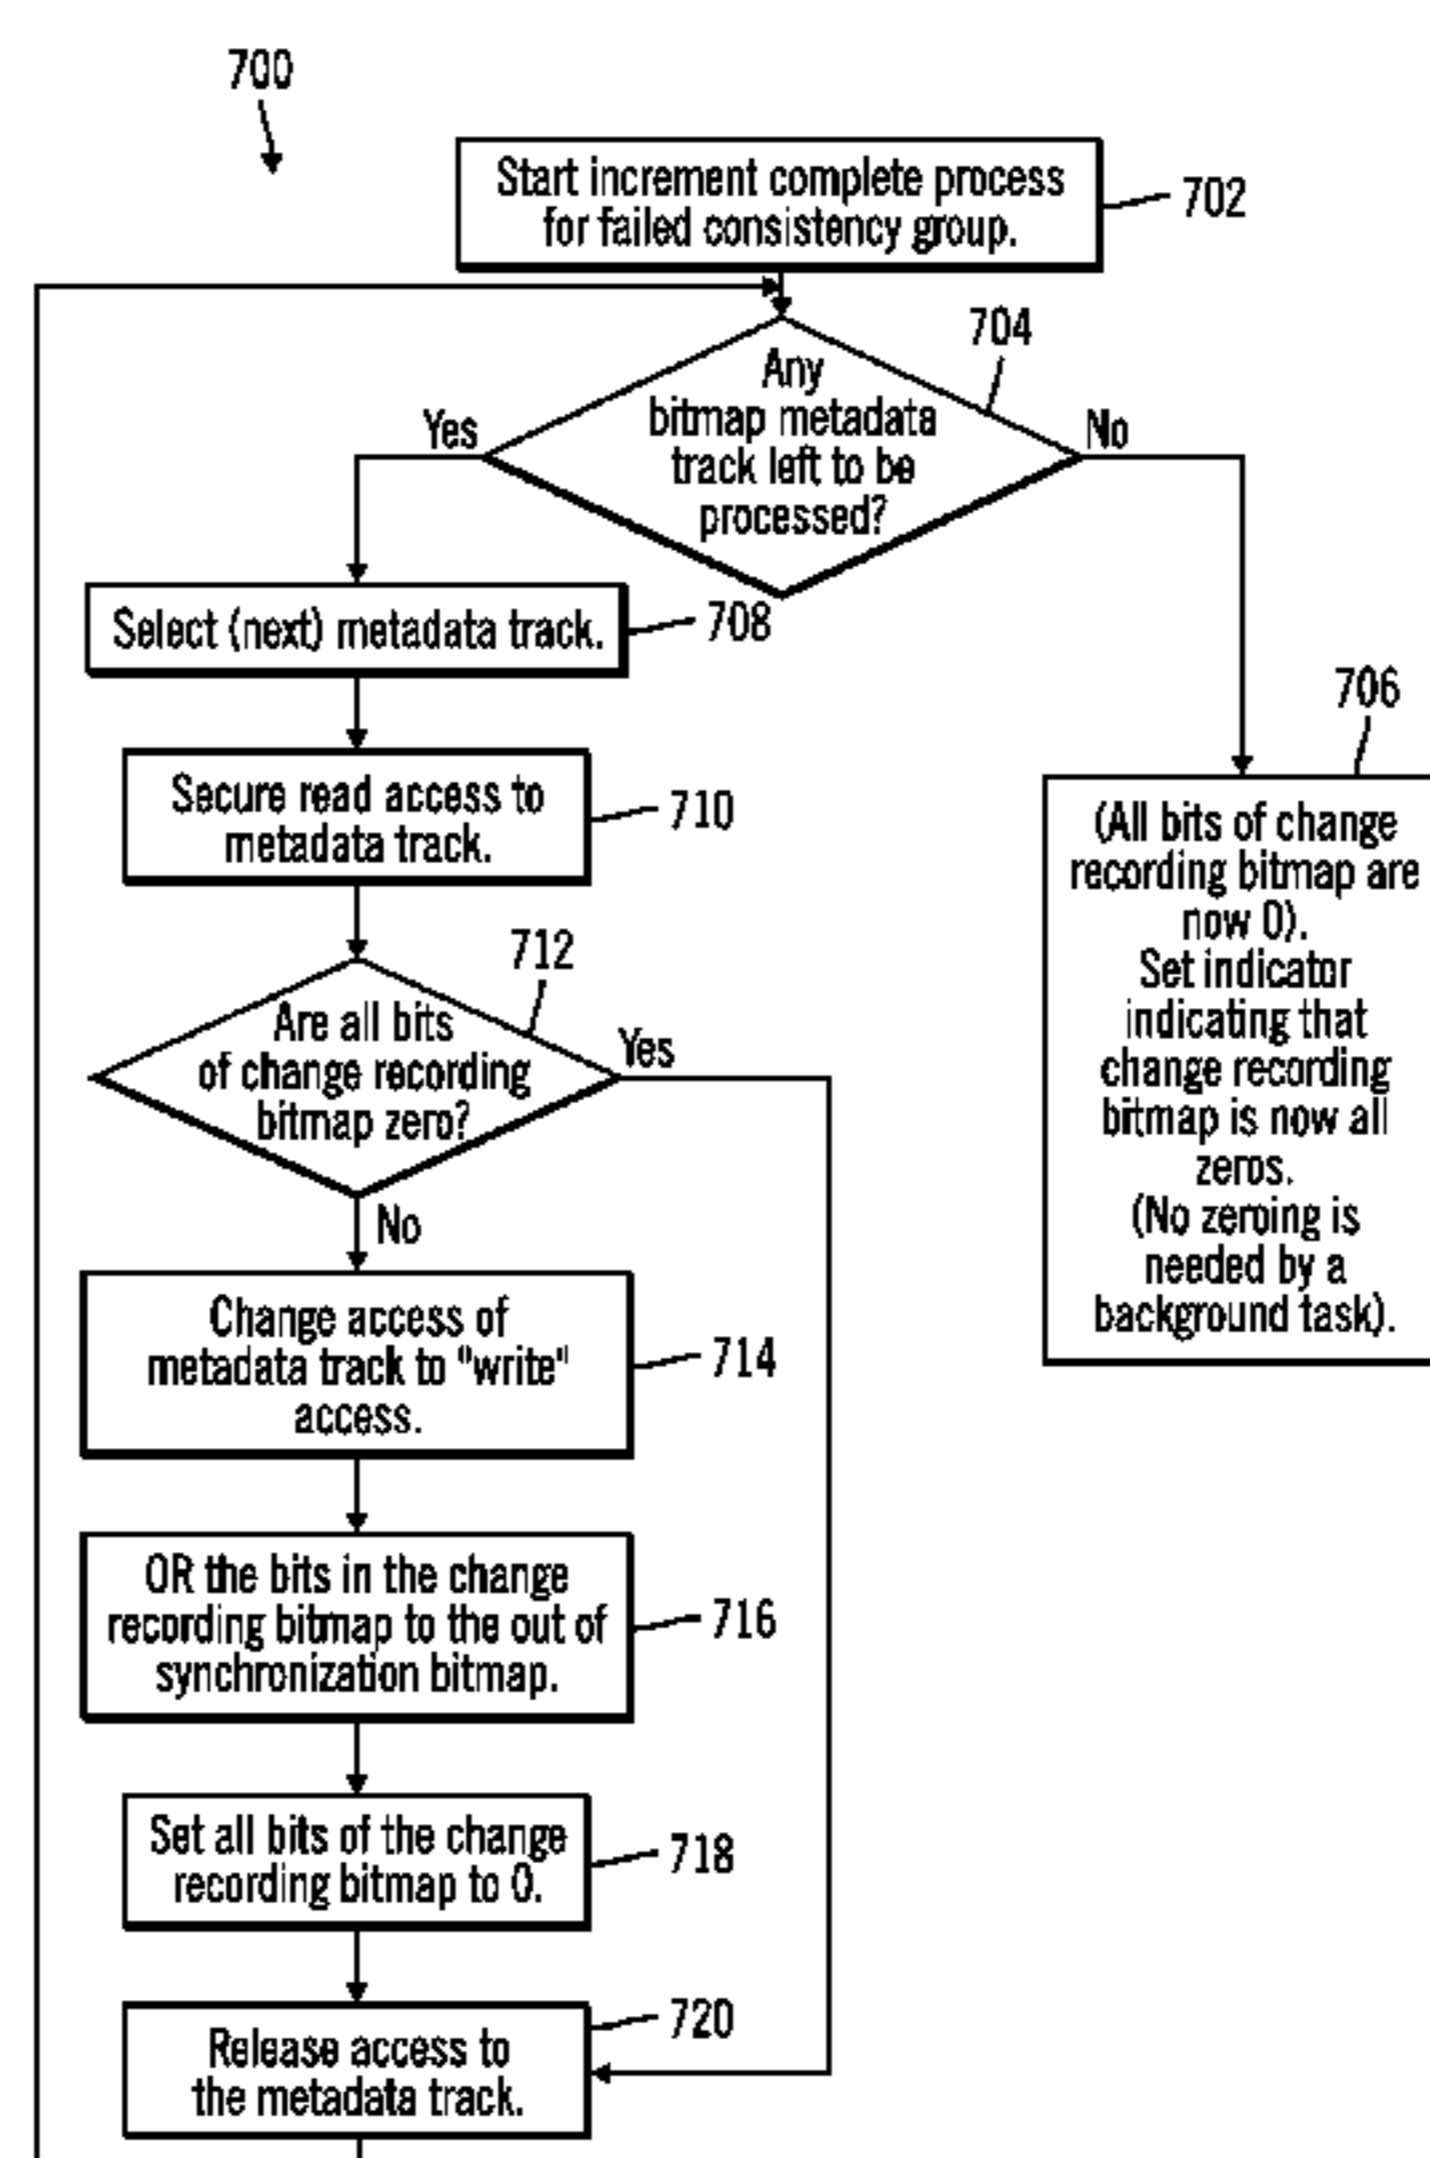 700
Start increment complete process
for failed consistency group.
702
704
Any
bitmap metadata
track left to be
processed?
Yes
No
Select (next) metadata track.
708
706
Secure read access to
metadata track.
710
(All bits of change
recording bitmap are
now 0).
Set indicator
indicating that
change recording
bitmap is now all
zeros.
(No zeroing is
needed by a
background task).
712
Are all bits
of change recording
bitmap zero?
Yes
No
Change access of
metadata track to "write"
access.
714
OR the bits in the change
recording bitmap to the out of
synchronization bitmap.
716
Set all bits of the change
recording bitmap to 0.
718
Release access to
the metadata track.
720